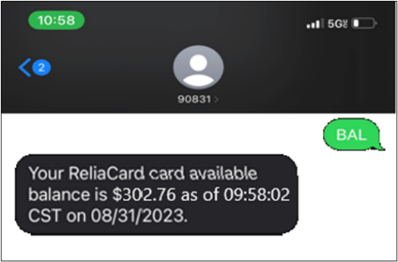 10:58
5G
2
90831 >
BAL
Your ReliaCard card available
balance is $302.76 as of 09:58:02
CST on 08/31/2023.